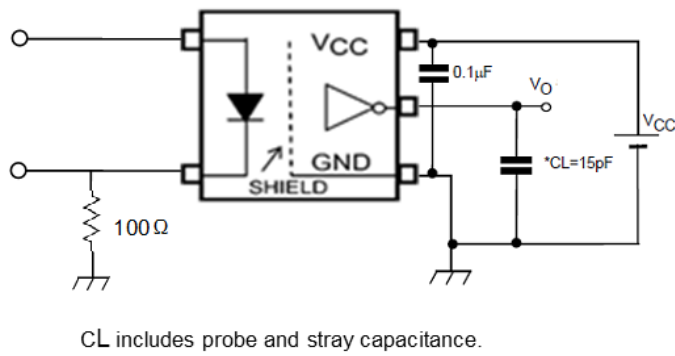 VCC
0.1µF
VO
VCC
*CL=15pF
GND
SHIELD
100Ω
CL includes probe and stray capacitance.